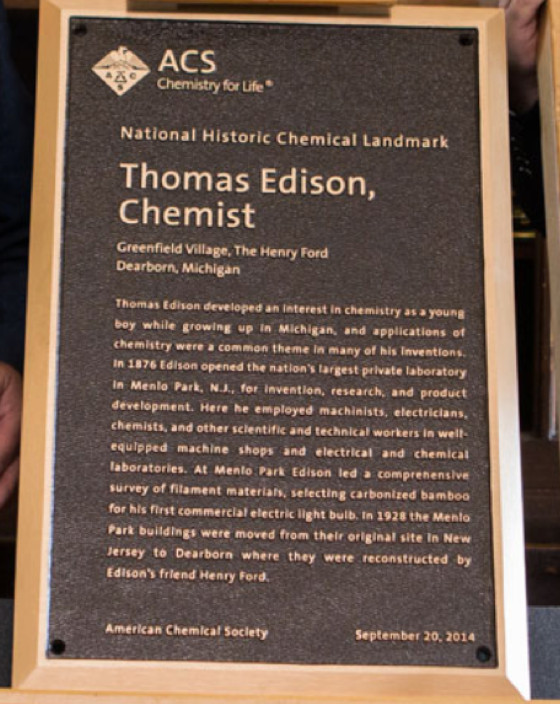 ACS
Chemistry for Life®
A C S
National Historic Chemical Landmark
Thomas Edison,
Chemist
Greenfield Village, The Henry Ford
Dearborn, Michigan
Thomas Edison developed an interest in chemistry as a young
boy while growing up in Michigan, and applications of
chemistry were a common theme in many of his inventions.
In 1876 Edison opened the nation's largest private laboratory
in Menlo Park, N.J., for invention, research, and product
development. Here he employed machinists, electricians,
chemists, and other scientific and technical workers in well-
equipped machine shops and electrical and chemical
laboratories. At Menlo Park Edison led a comprehensive
survey of filament materials, selecting carbonized bamboo
for his first commercial electric light bulb. In 1928 the Menlo
Park buildings were moved from their original site in New
Jersey to Dearborn where they were reconstructed by
Edison's friend Henry Ford.
American Chemical Society September 20, 2014